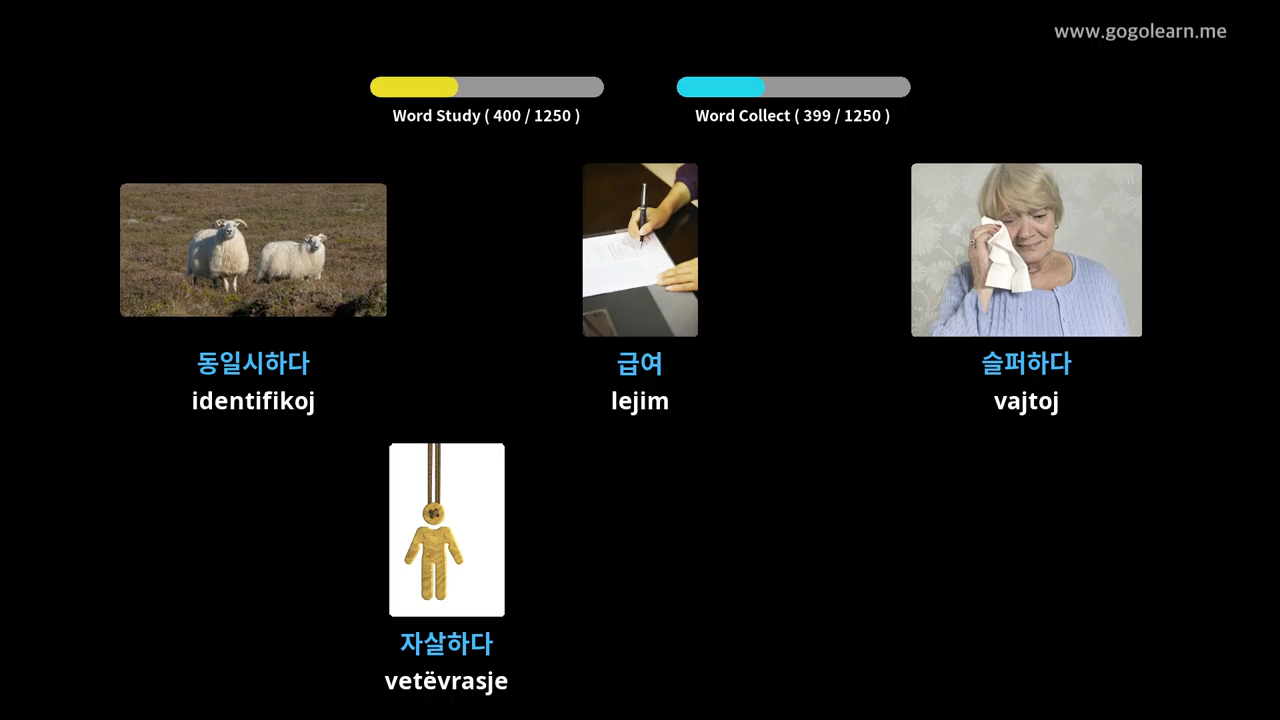 www.gogolearn.me
Word Study ( 400 / 1250 )
Word Collect ( 399 / 1250 )
동일시하다
identifikoj
급여
lejim
슬퍼하다
vajtoj
자살하다
vetëvrasje